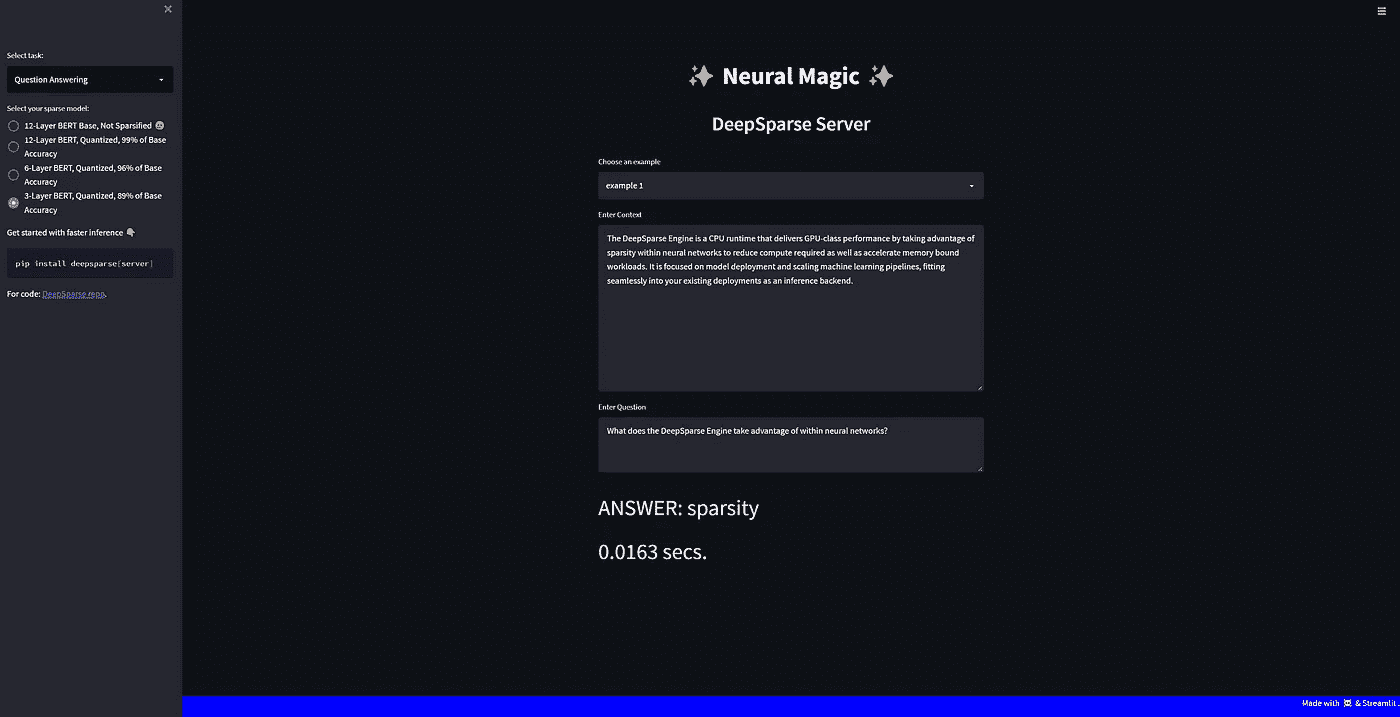 Select task:
Question Answering
Select your sparse model:
12-Layer BERT Base, Not Sparsified
12-Layer BERT, Quantized, 99% of Base
Accuracy
6-Layer BERT, Quantized, 96% of Base
Accuracy
3-Layer BERT, Quantized, 89% of Base
Accuracy
Get started with faster inference
pip install deepsparse[server]
For code: DeepSparse repo.
Neural Magic
DeepSparse Server
Choose an example
example 1
Enter Context
The DeepSparse Engine is a CPU runtime that delivers GPU-class performance by taking advantage of
sparsity within neural networks to reduce compute required as well as accelerate memory bound
workloads. It is focused on model deployment and scaling machine learning pipelines, fitting
seamlessly into your existing deployments as an inference backend.
Enter Question
What does the DeepSparse Engine take advantage of within neural networks?
ANSWER: sparsity
0.0163 secs.
Made with & Streamlit.